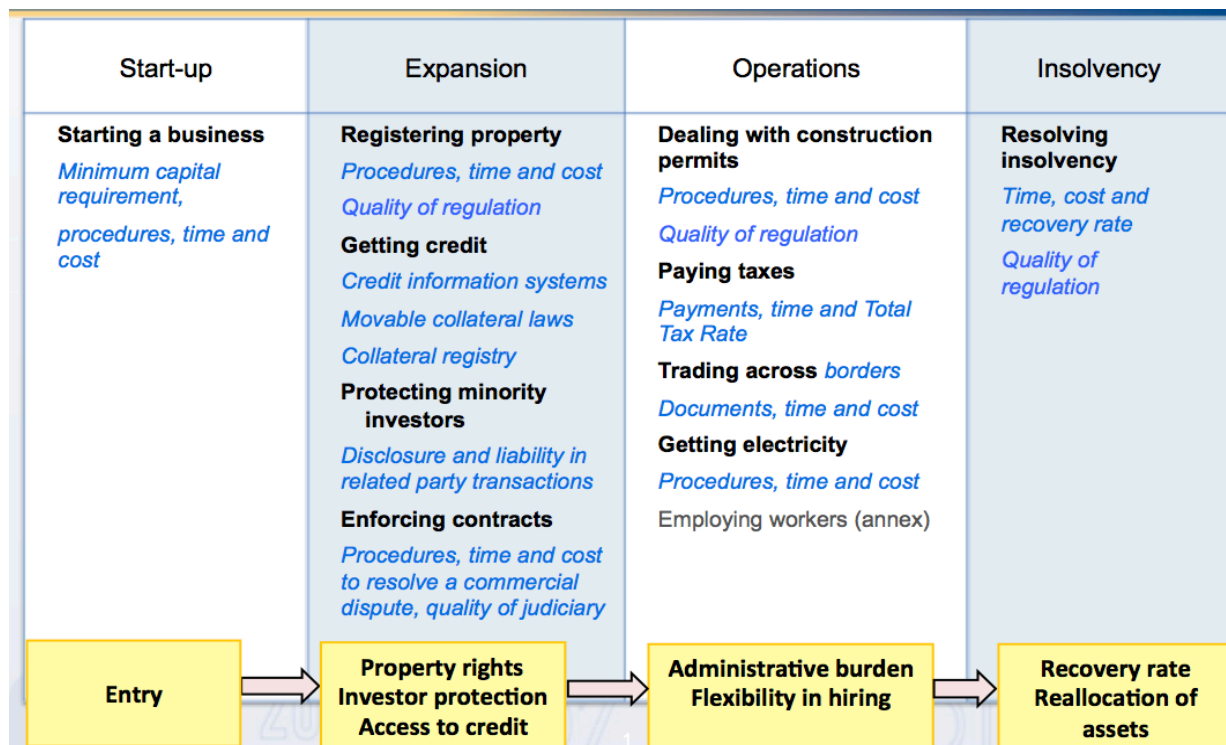 Start-up
Expansion
Operations
Insolvency
Starting a business
Minimum capital
requirement,
procedures, time and
cost
Registering property
Procedures, time and cost
Quality of regulation
Getting credit
Credit information systems
Movable collateral laws
Collateral registry
Protecting minority
investors
Disclosure and liability in
related party transactions
Enforcing contracts
Procedures, time and cost
to resolve a commercial
dispute, quality of judiciary
Dealing with construction
permits
Procedures, time and cost
Quality of regulation
Paying taxes
Payments, time and Total
Tax Rate
Trading across borders
Documents, time and cost
Getting electricity
Procedures, time and cost
Employing workers (annex)
Resolving
insolvency
Time, cost and
recovery rate
Quality of
regulation
Entry
Property rights
Investor protection
Access to credit
Administrative burden
Flexibility in hiring
Recovery rate
Reallocation of
assets
1